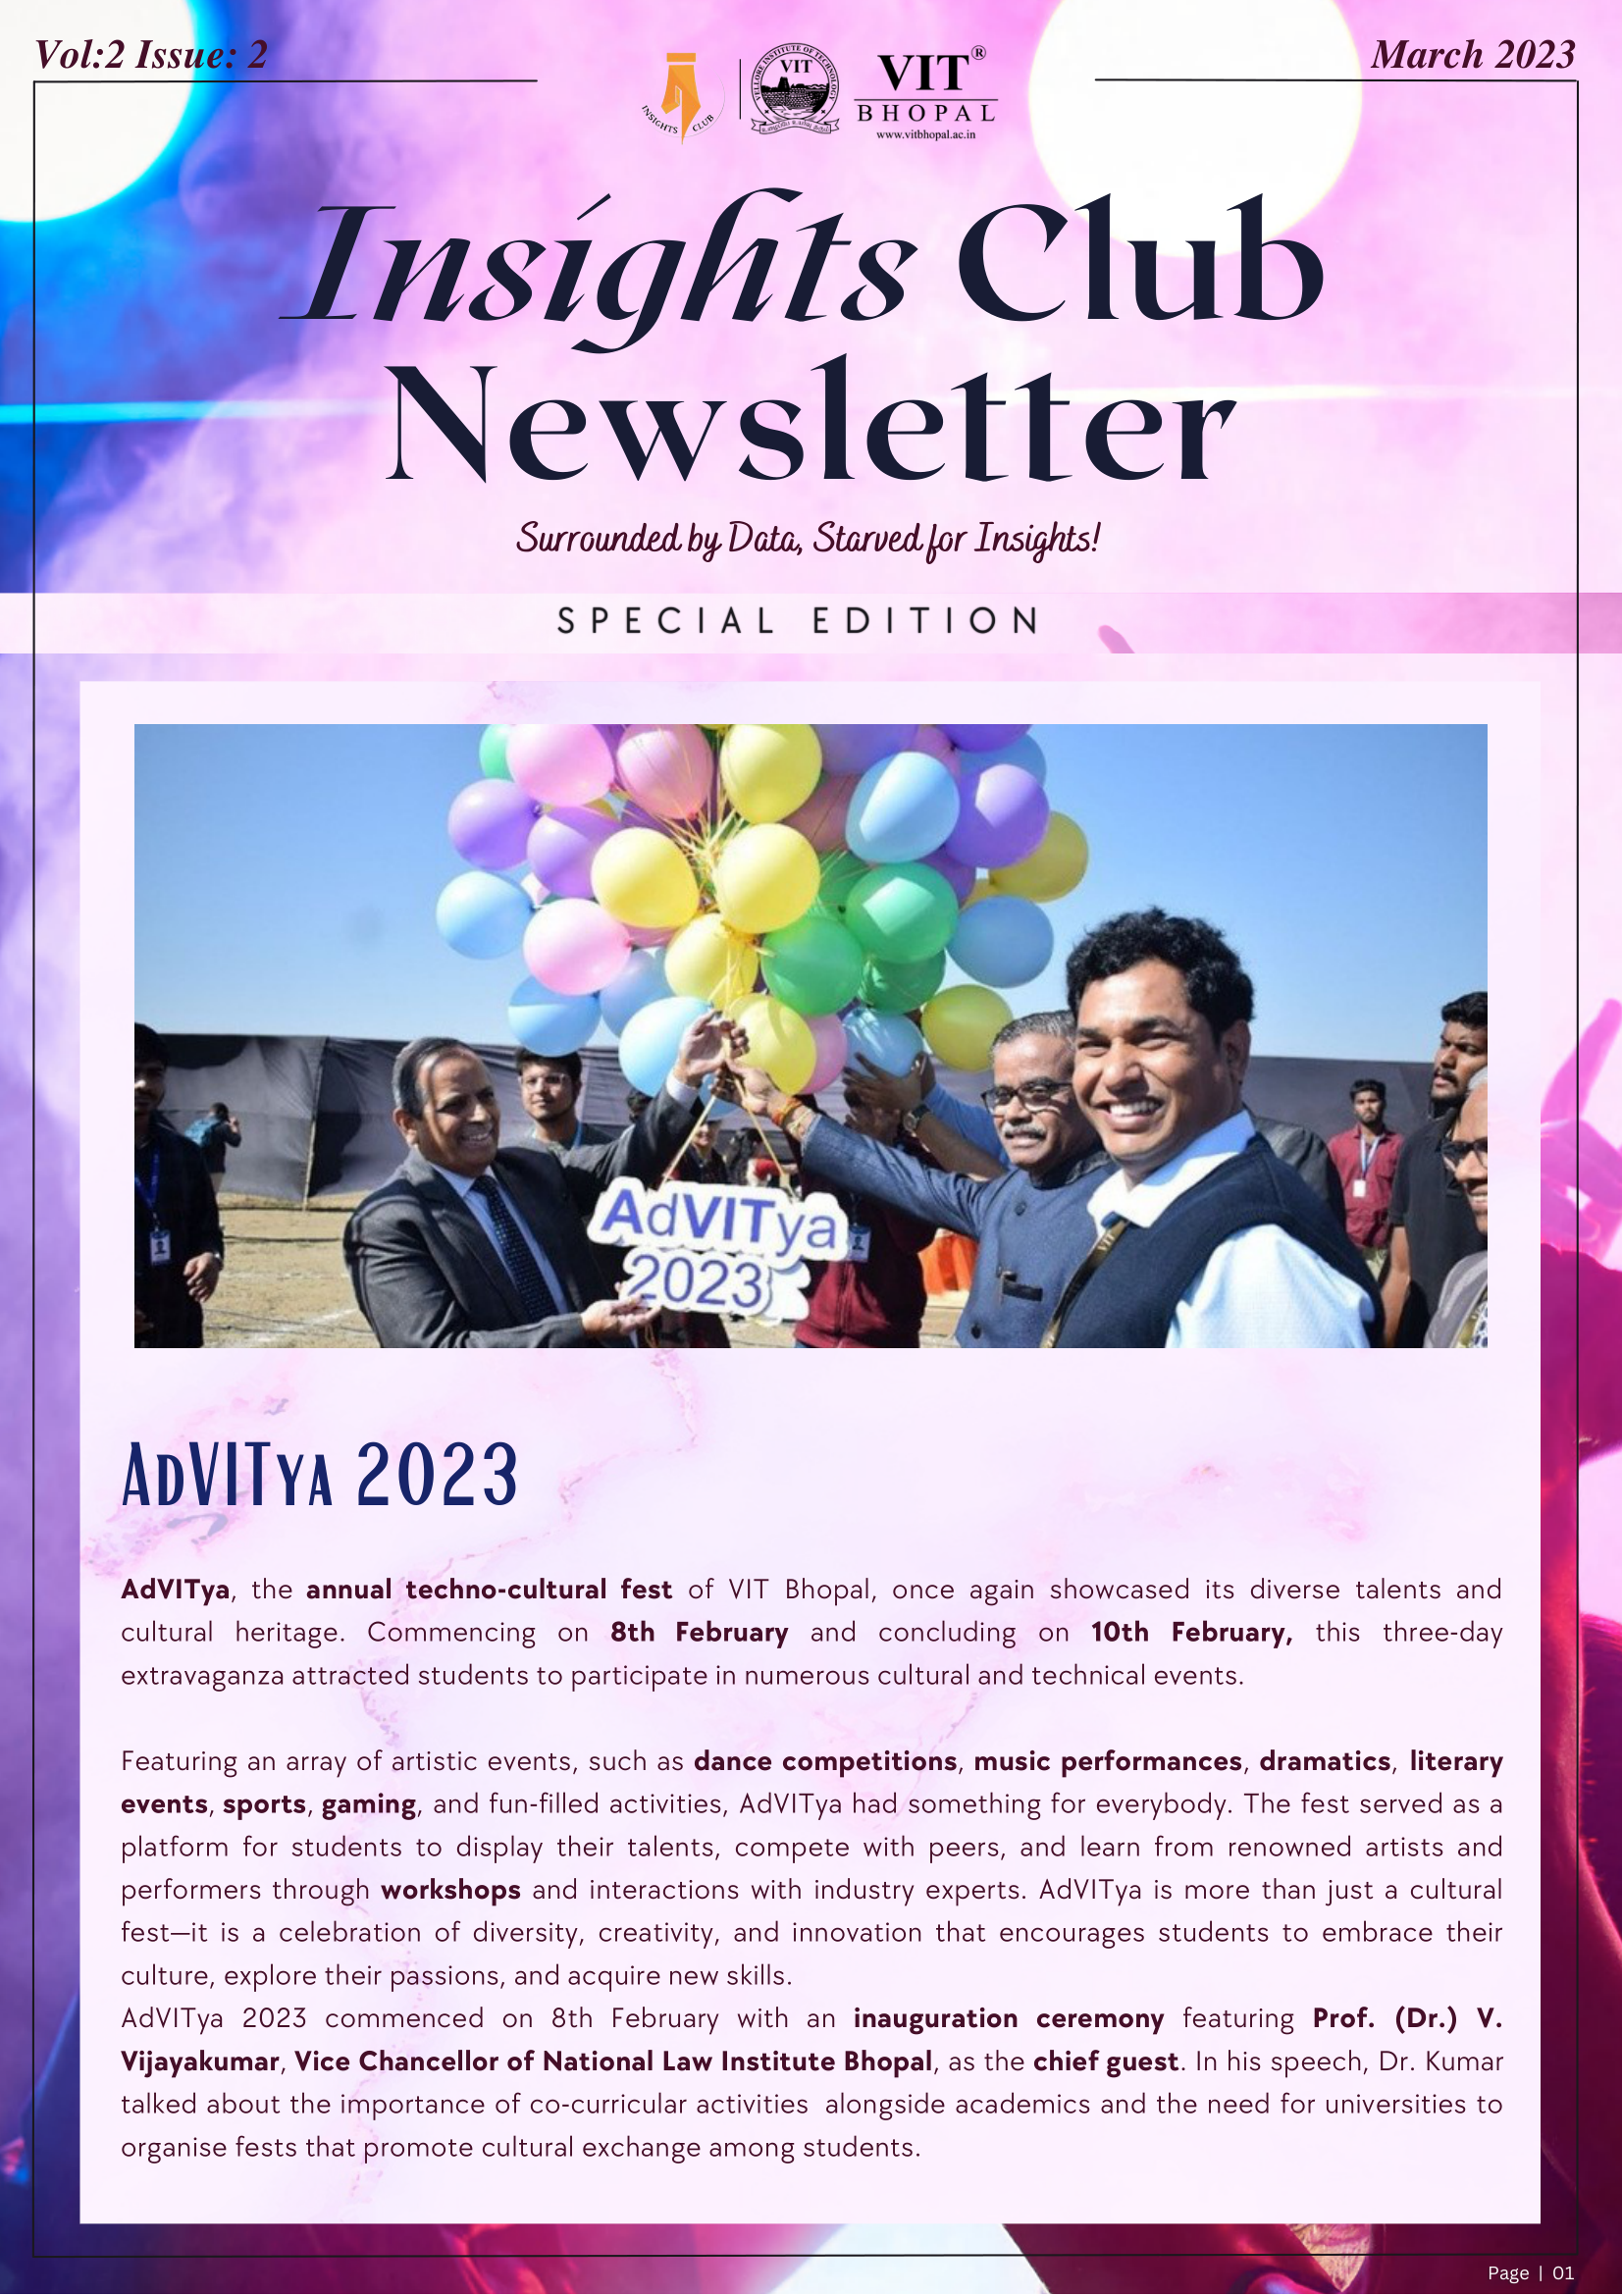 Vol:2 Issue: 2
March 2023
INSIGHTS CLUB
VELLORE INSTITUTE OF TECHNOLOGY
VIT
VIT®
BHOPAL
www.vitbhopal.ac.in
Insights Club
Newsletter
Surrounded by Data, Starved for Insights!
SPECIAL EDITION
AdVITya
2023
AdVITya 2023
AdVITya, the annual techno-cultural fest of VIT Bhopal, once again showcased its diverse talents and
cultural heritage. Commencing on 8th February and concluding on 10th February, this three-day
extravaganza attracted students to participate in numerous cultural and technical events.
Featuring an array of artistic events, such as dance competitions, music performances, dramatics, literary
events, sports, gaming, and fun-filled activities, AdVITya had something for everybody. The fest served as a
platform for students to display their talents, compete with peers, and learn from renowned artists and
performers through workshops and interactions with industry experts. AdVITya is more than just a cultural
fest—it is a celebration of diversity, creativity, and innovation that encourages students to embrace their
culture, explore their passions, and acquire new skills.
AdVITya 2023 commenced on 8th February with an inauguration ceremony featuring Prof. (Dr.) V.
Vijayakumar, Vice Chancellor of National Law Institute Bhopal, as the chief guest. In his speech, Dr. Kumar
talked about the importance of co-curricular activities alongside academics and the need for universities to
organise fests that promote cultural exchange among students.
Page | 01